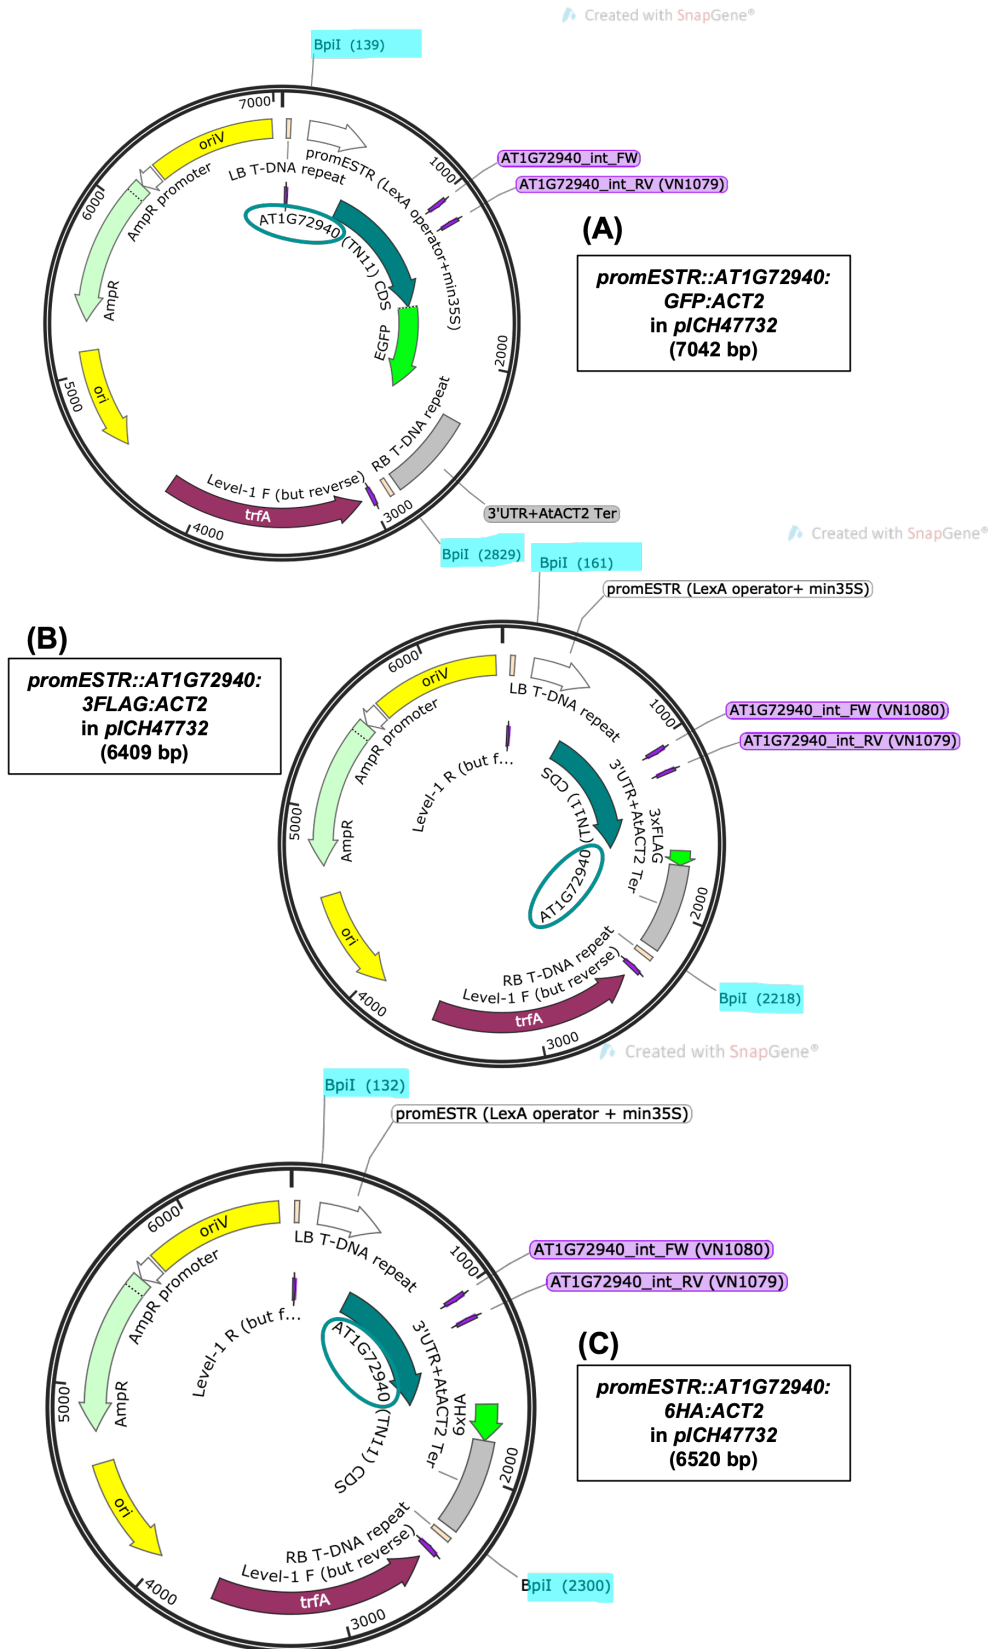 Created with SnapGene®
BpiI (139)
7000
1000
2000
3000
4000
5000
6000
oriV
LB T-DNA repeat
promESTR (LexA operator+min35S)
AmpR promoter
AmpR
AT1G72940 (TN11) CDS
EGFP
ori
RB T-DNA repeat
Level-1 F (but reverse)
trfA
AT1G72940_int_FW
AT1G72940_int_RV (VN1079)
3'UTR+AtACT2 Ter
BpiI (2829)
(A)
promESTR::AT1G72940:
GFP:ACT2
in pICH47732
(7042 bp)
Created with SnapGene®
BpiI (161)
promESTR (LexA operator+ min35S)
(B)
promESTR::AT1G72940:
3FLAG:ACT2
in pICH47732
(6409 bp)
6000
1000
2000
3000
4000
5000
oriV
LB T-DNA repeat
AmpR promoter
AmpR
Level-1 R (but f...
AT1G72940 (TN11) CDS
3'UTR+AtACT2 Ter
3xFLAG
AT1G72940_int_FW (VN1080)
AT1G72940_int_RV (VN1079)
ori
RB T-DNA repeat
Level-1 F (but reverse)
trfA
BpiI (2218)
Created with SnapGene®
BpiI (132)
promESTR (LexA operator + min35S)
6000
1000
2000
3000
4000
5000
oriV
LB T-DNA repeat
AmpR promoter
AmpR
Level-1 R (but f...
AT1G72940 (TN11) CDS
3'UTR+AtACT2 Ter
6xHA
AT1G72940_int_FW (VN1080)
AT1G72940_int_RV (VN1079)
ori
RB T-DNA repeat
Level-1 F (but reverse)
trfA
BpiI (2300)
(C)
promESTR::AT1G72940:
6HA:ACT2
in pICH47732
(6520 bp)